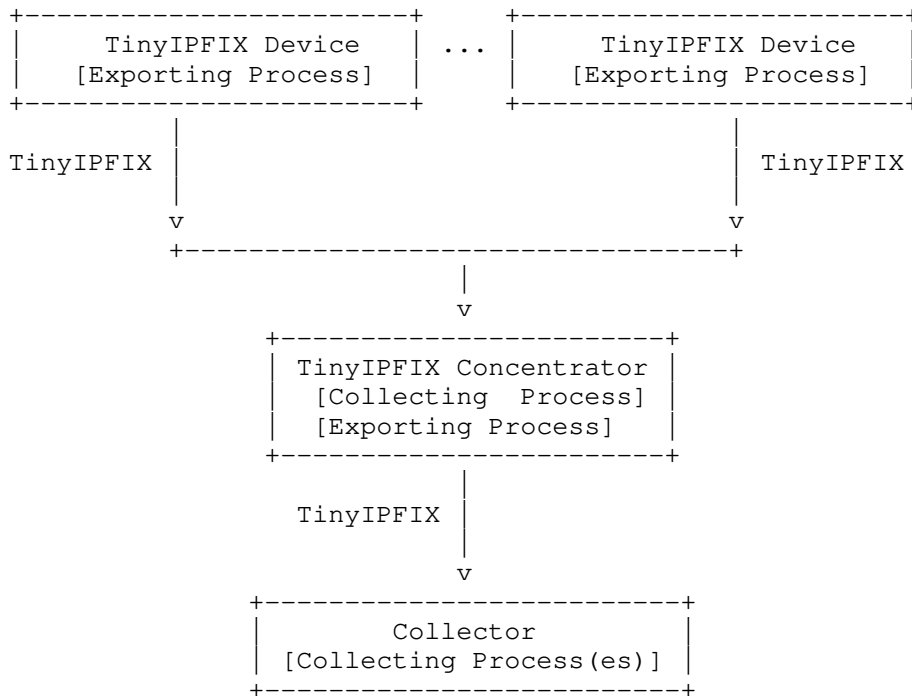 TinyIPFIX Device ... TinyIPFIX Device
[Exporting Process] [Exporting Process]
TinyIPFIX TinyIPFIX
TinyIPFIX Concentrator
[Collecting Process]
[Exporting Process]
TinyIPFIX
Collector
[Collecting Process(es)]